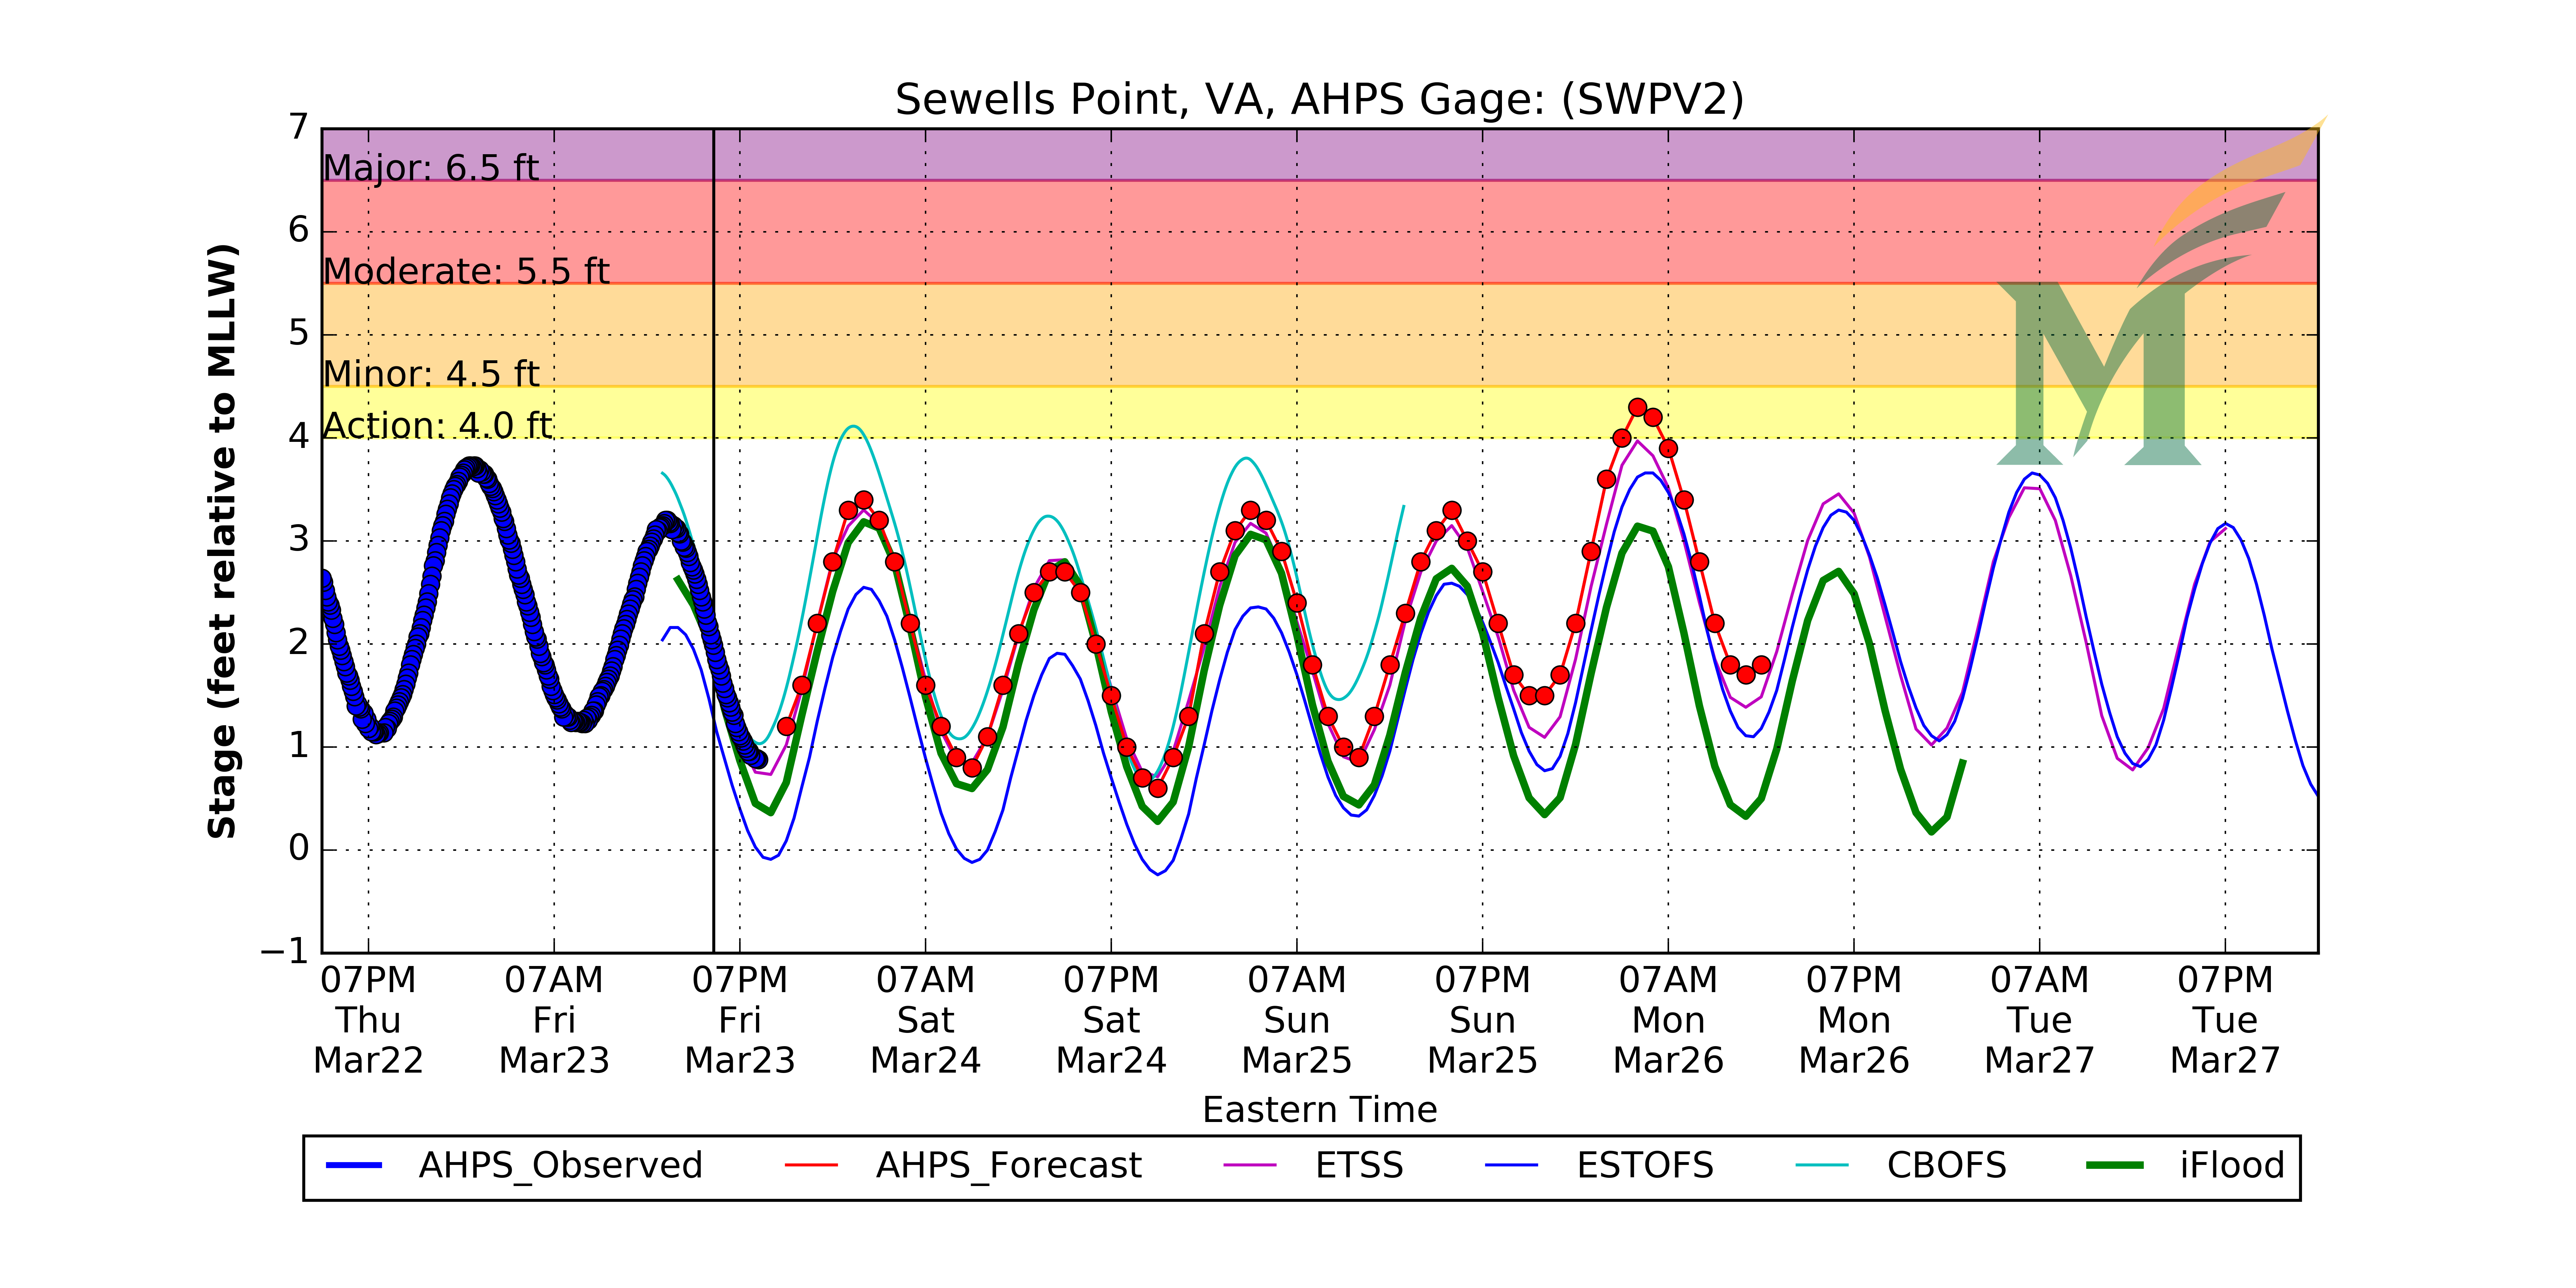 Sewells Point, VA, AHPS Gage: (SWPV2)
Stage (feet relative to MLLW)
7
6
5
4
3
2
1
0
−1
Major: 6.5 ft
Moderate: 5.5 ft
Minor: 4.5 ft
Action: 4.0 ft
M
07PM 07AM 07PM 07AM 07PM 07AM 07PM 07AM 07PM 07AM 07PM
Thu Fri Fri Sat Sat Sun Sun Mon Mon Tue Tue
Mar22 Mar23 Mar23 Mar24 Mar24 Mar25 Mar25 Mar26 Mar26 Mar27 Mar27
Eastern Time
AHPS_Observed AHPS_Forecast ETSS ESTOFS CBOFS iFlood